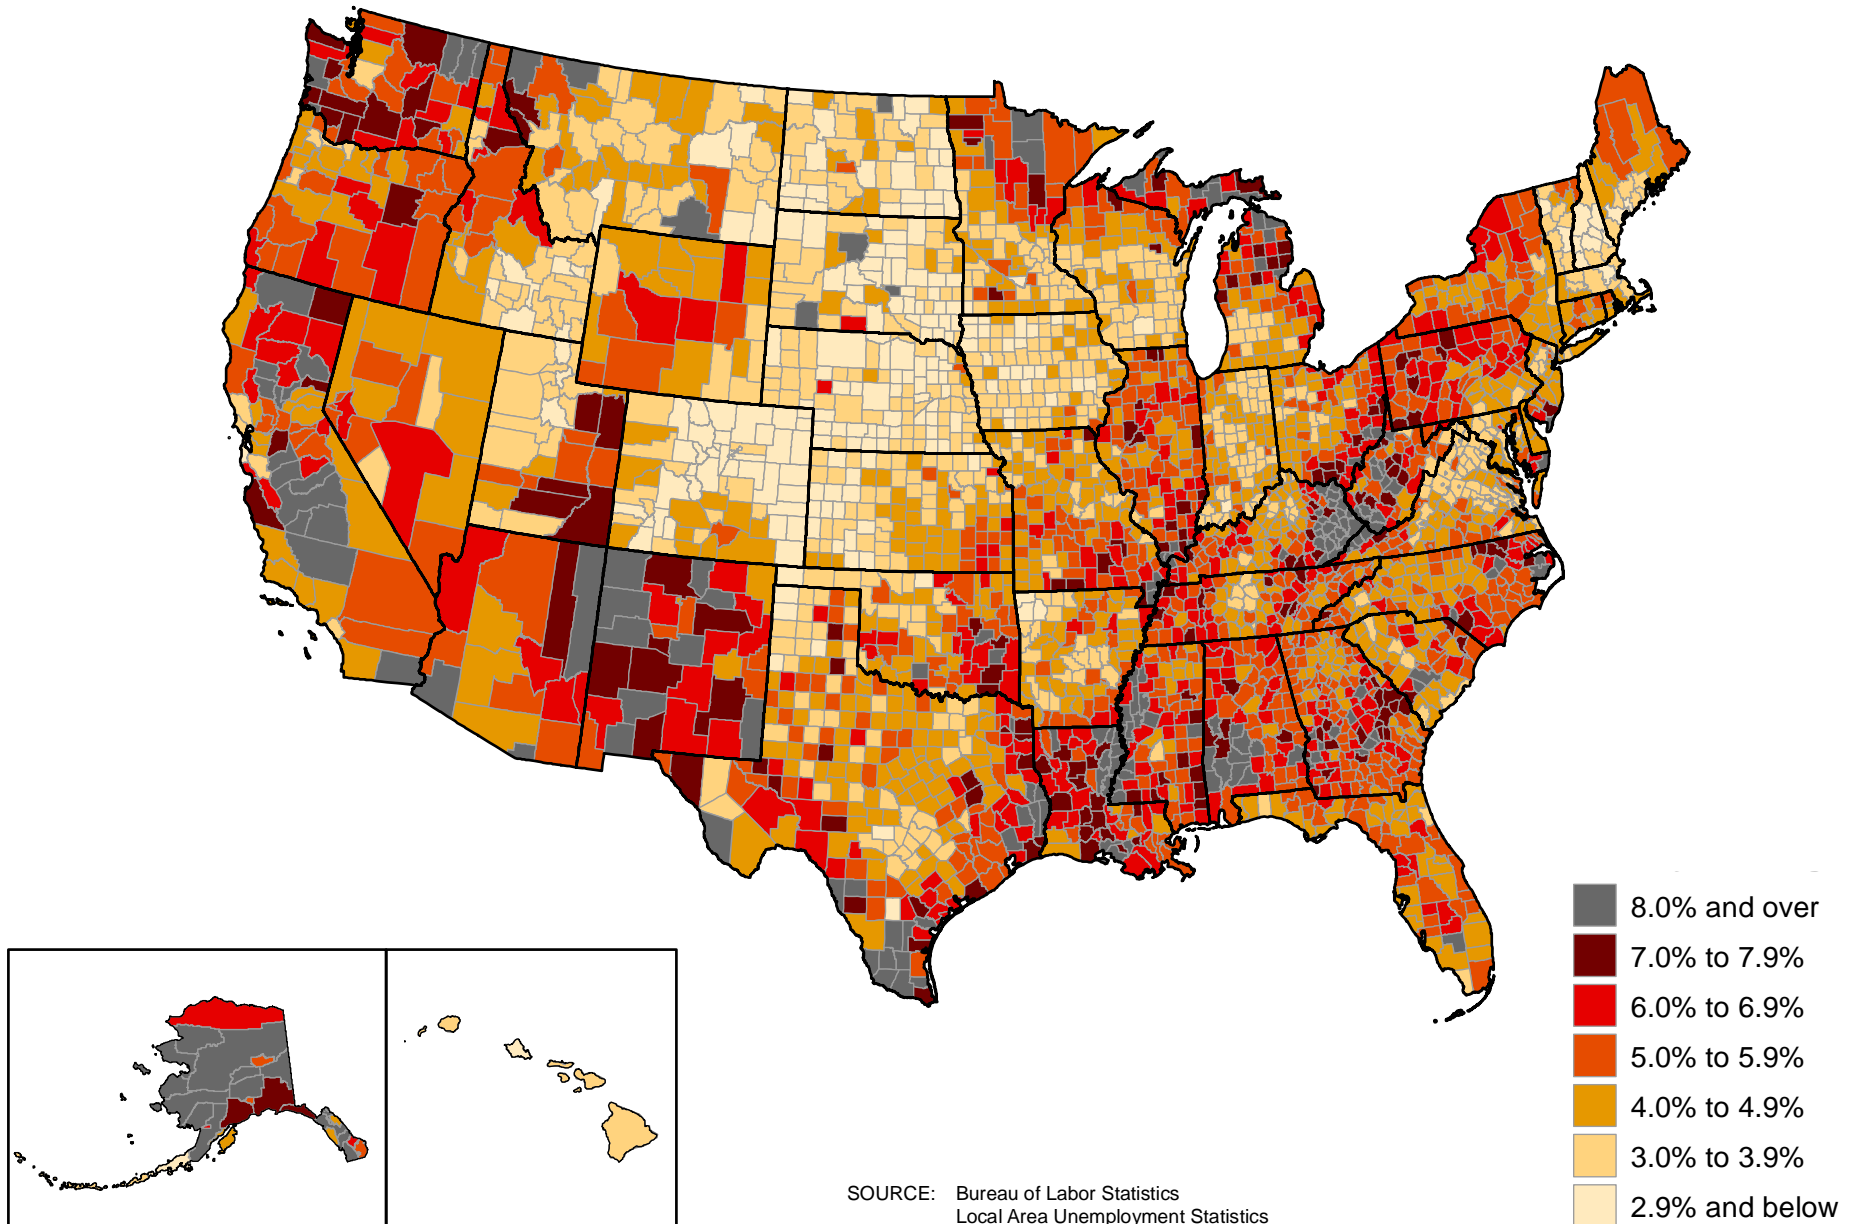 8.0% and over
7.0% to 7.9%
6.0% to 6.9%
5.0% to 5.9%
4.0% to 4.9%
3.0% to 3.9%
2.9% and below
SOURCE: Bureau of Labor Statistics
Local Area Unemployment Statistics